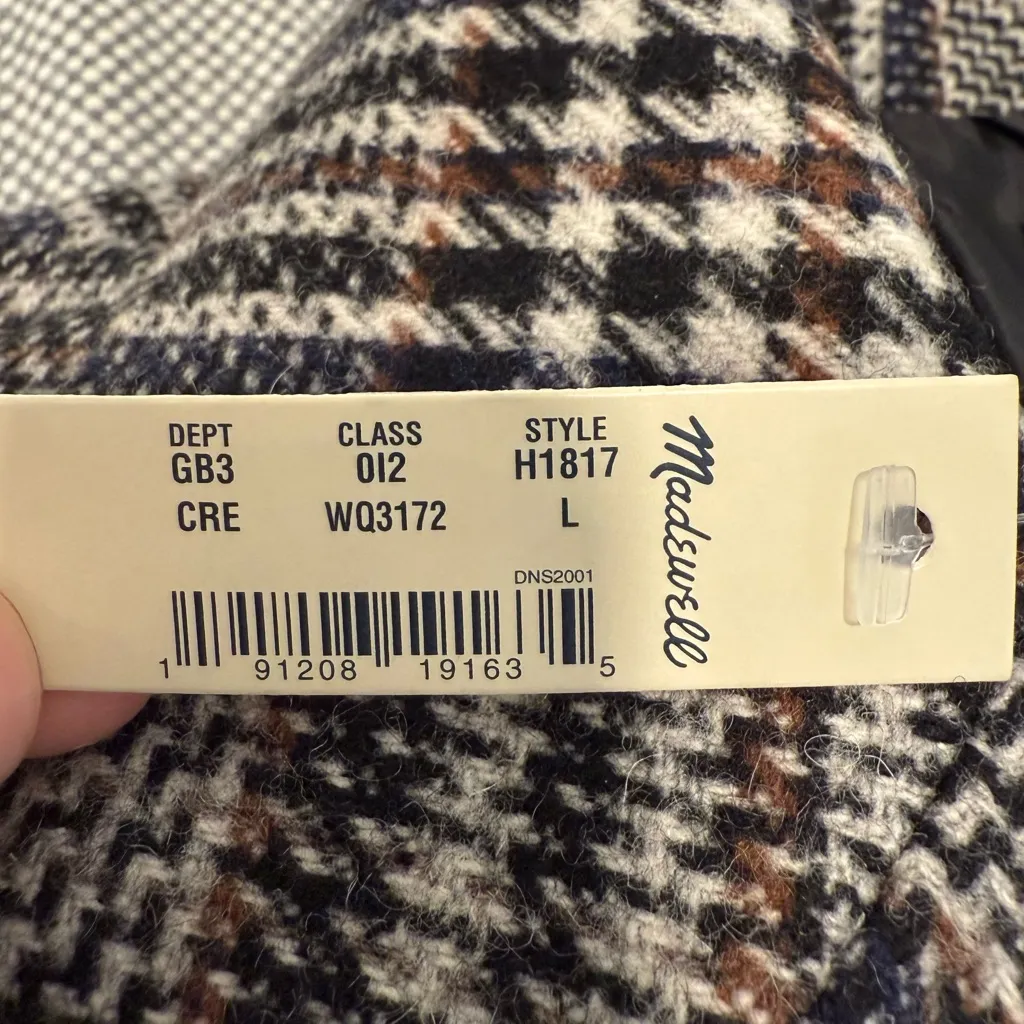 DEPT CLASS STYLE
GB3 0I2 H1817
CRE WQ3172 L
DNS2001
1 91208 19163 5
Madewell